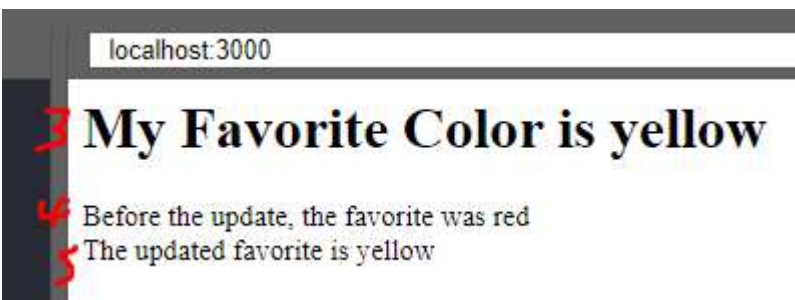 localhost:3000
3 My Favorite Color is yellow
4 Before the update, the favorite was red
5 The updated favorite is yellow